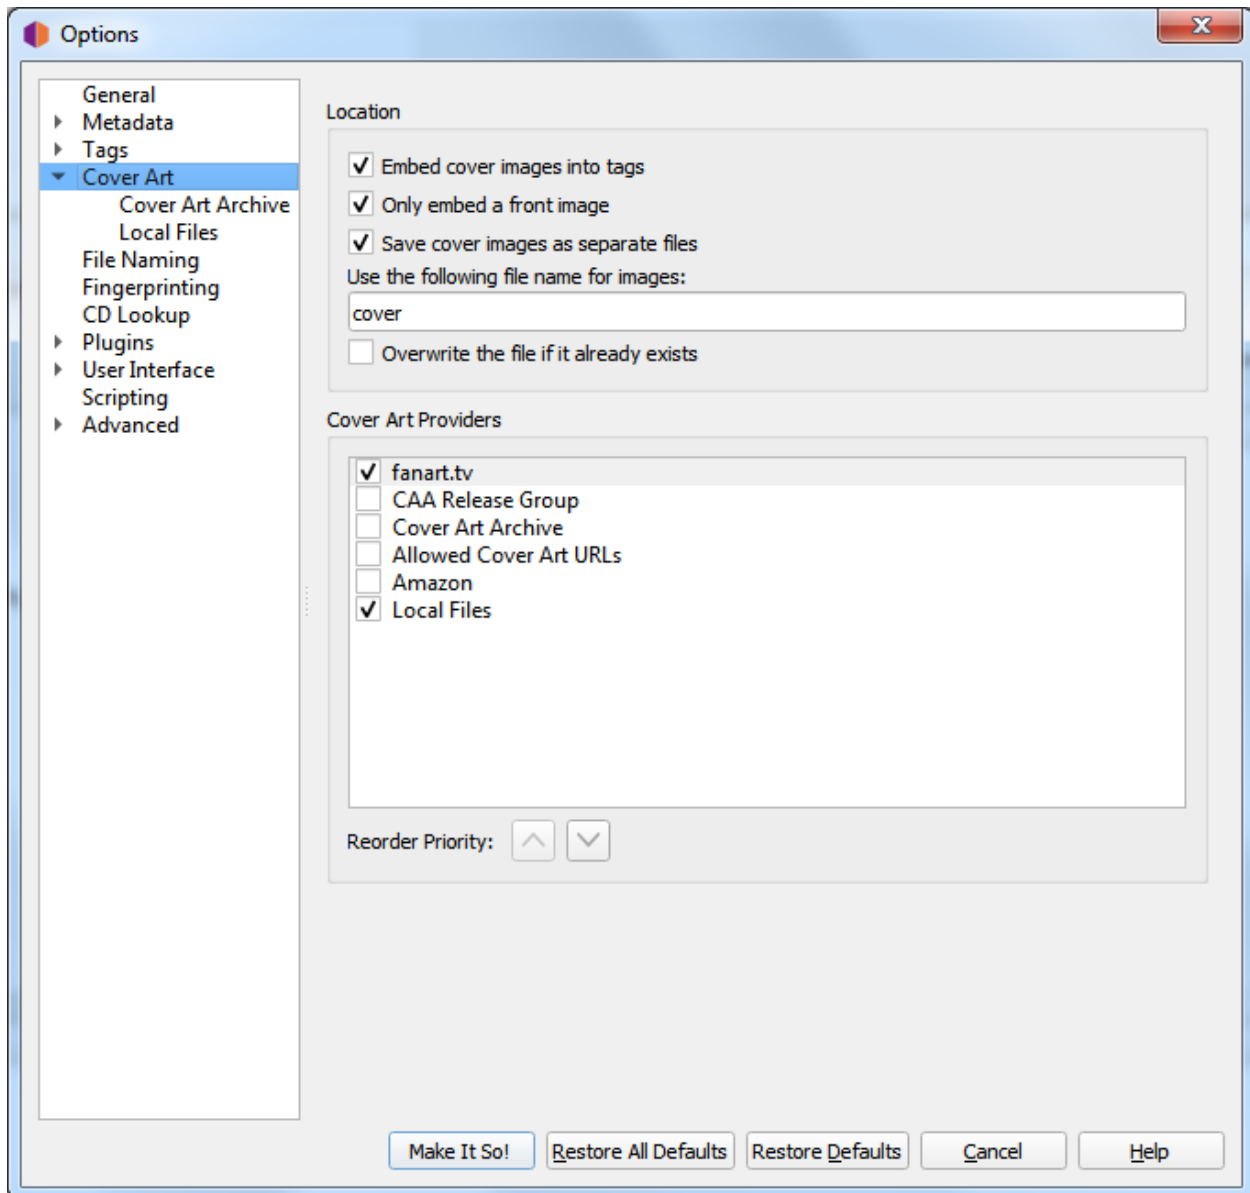 Options
General
Metadata
Tags
Cover Art
Cover Art Archive
Local Files
File Naming
Fingerprinting
CD Lookup
Plugins
User Interface
Scripting
Advanced
Location
Embed cover images into tags
Only embed a front image
Save cover images as separate files
Use the following file name for images:
cover
Overwrite the file if it already exists
Cover Art Providers
fanart.tv
CAA Release Group
Cover Art Archive
Allowed Cover Art URLs
Amazon
Local Files
Reorder Priority:
Make It So! Restore All Defaults Restore Defaults Cancel Help